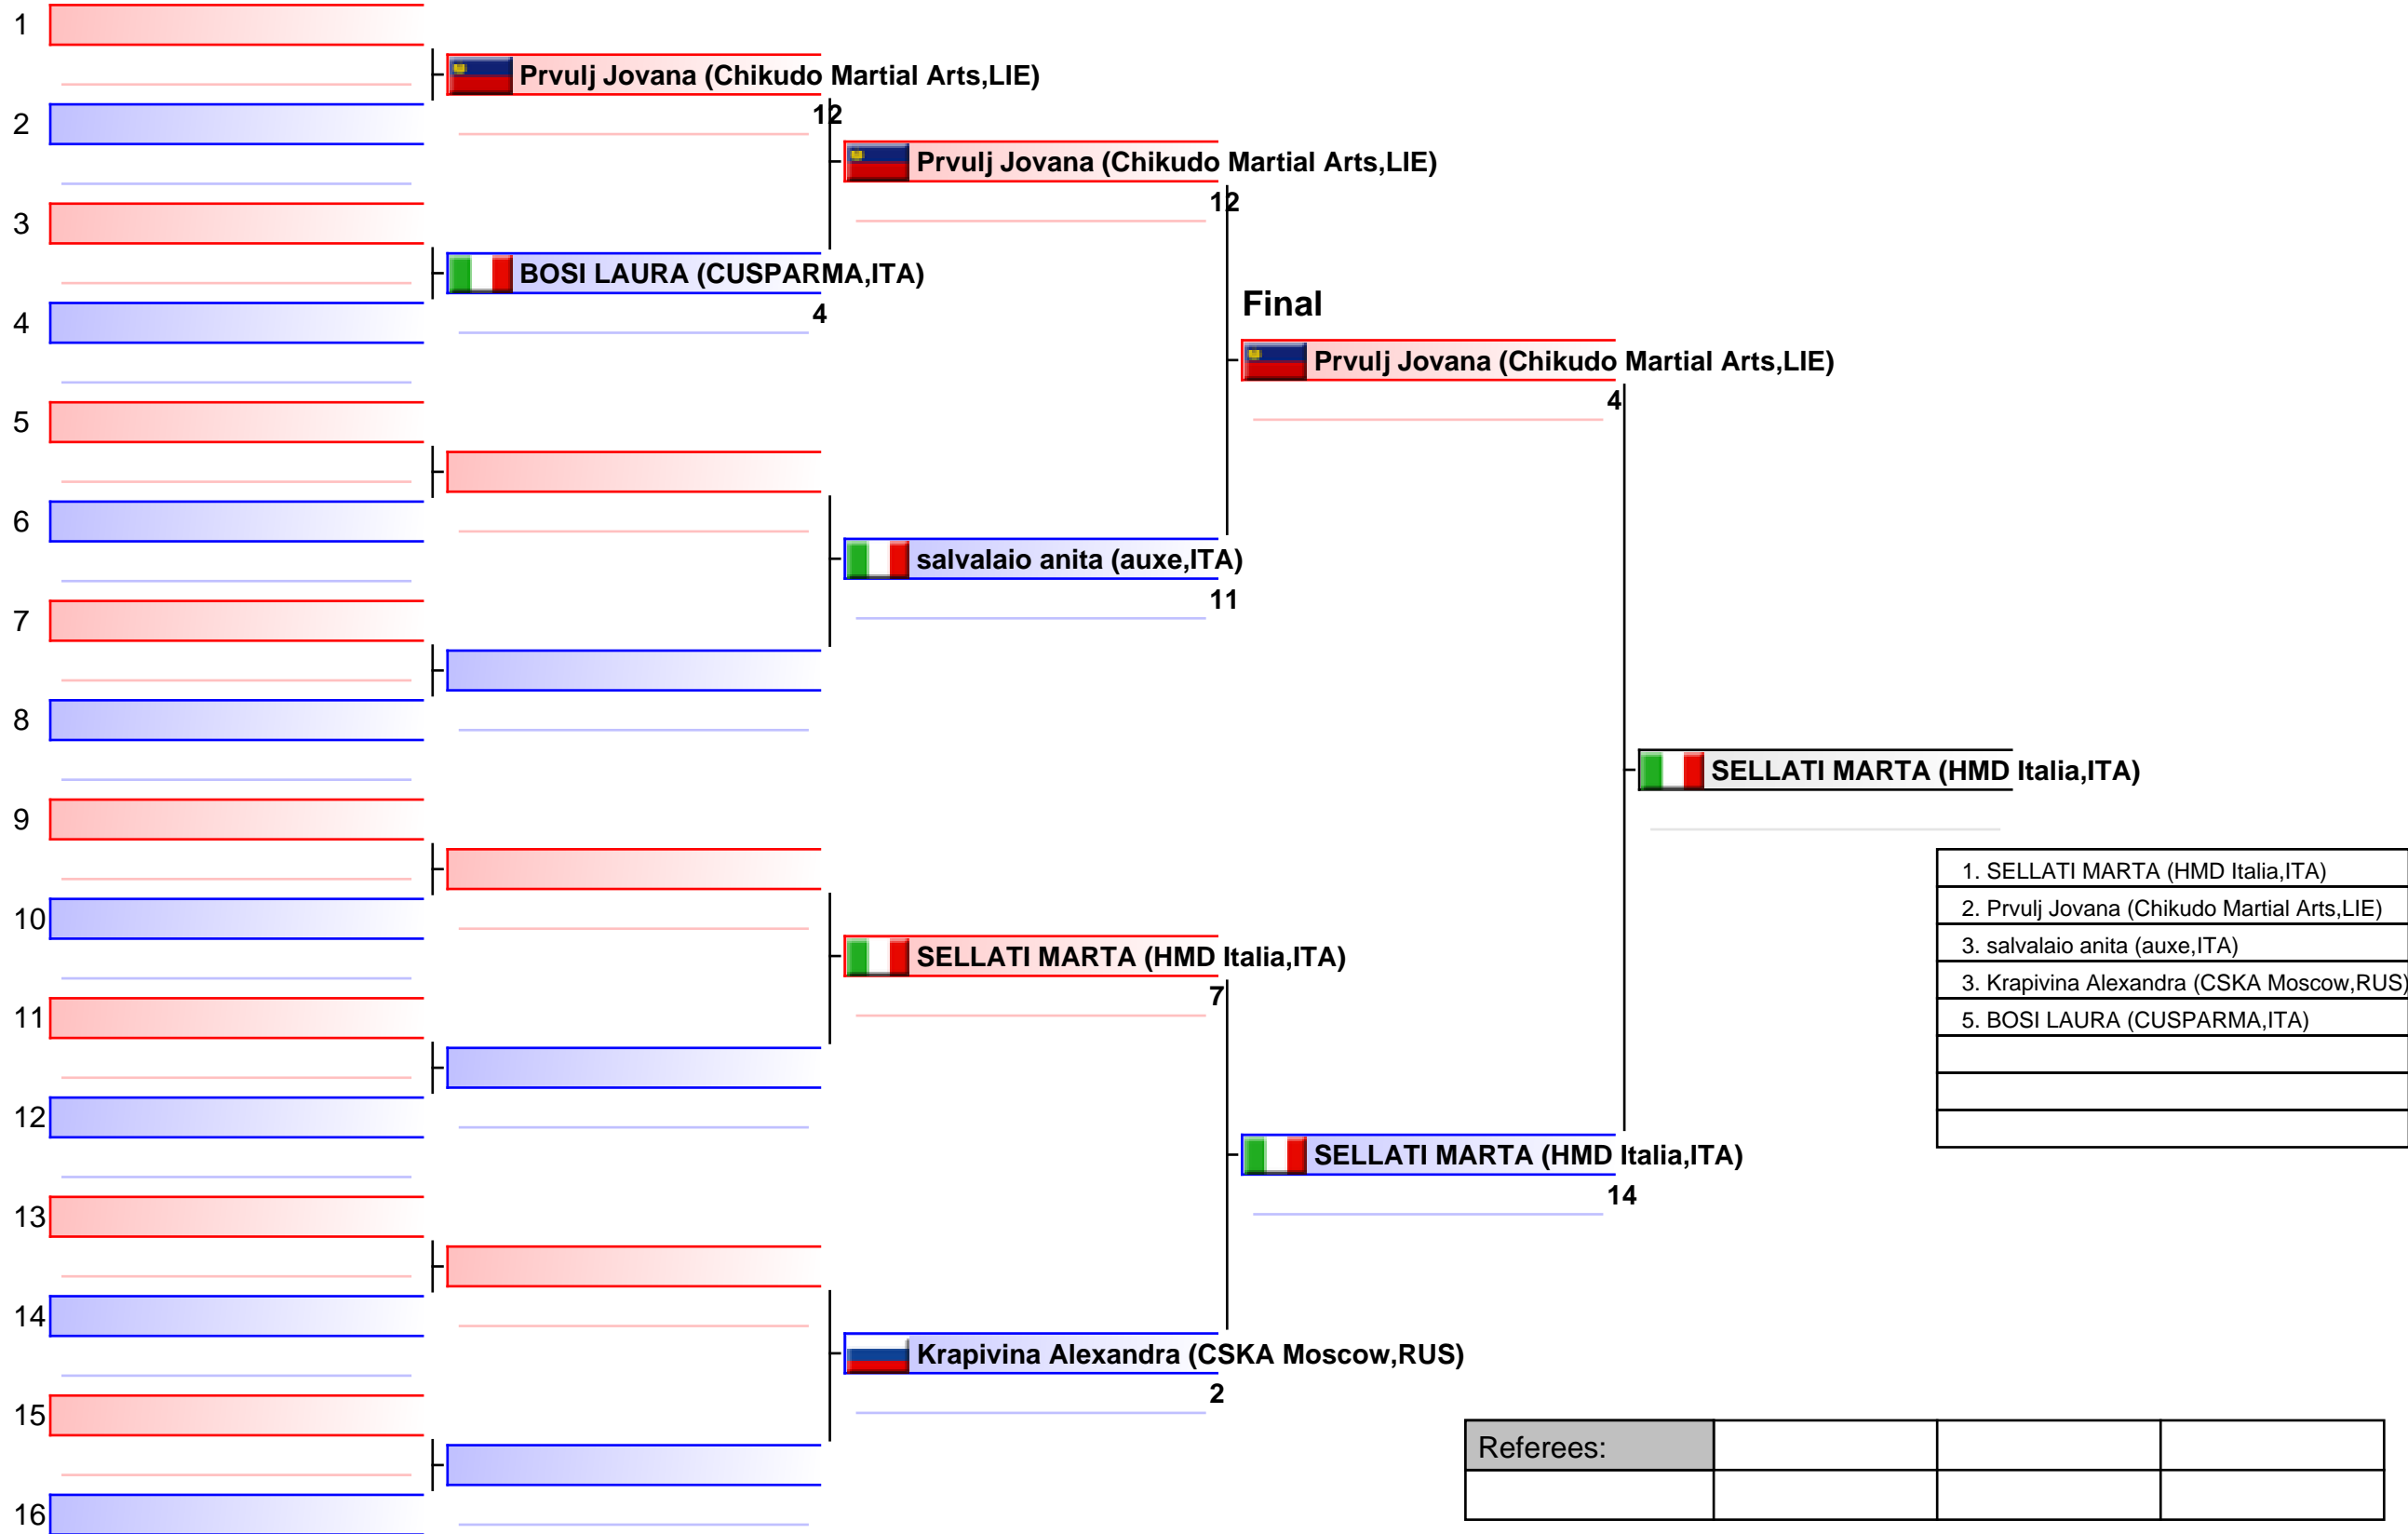 1
Prvulj Jovana (Chikudo Martial Arts,LIE)
12
2
Prvulj Jovana (Chikudo Martial Arts,LIE)
12
3
BOSI LAURA (CUSPARMA,ITA)
4
4
Final
Prvulj Jovana (Chikudo Martial Arts,LIE)
4
5
6
salvalaio anita (auxe,ITA)
11
7
8
SELLATI MARTA (HMD Italia,ITA)
9
1. SELLATI MARTA (HMD Italia,ITA)
2. Prvulj Jovana (Chikudo Martial Arts,LIE)
3. salvalaio anita (auxe,ITA)
3. Krapivina Alexandra (CSKA Moscow,RUS)
5. BOSI LAURA (CUSPARMA,ITA)
10
SELLATI MARTA (HMD Italia,ITA)
7
11
12
SELLATI MARTA (HMD Italia,ITA)
14
13
14
Krapivina Alexandra (CSKA Moscow,RUS)
2
15
Referees:
16